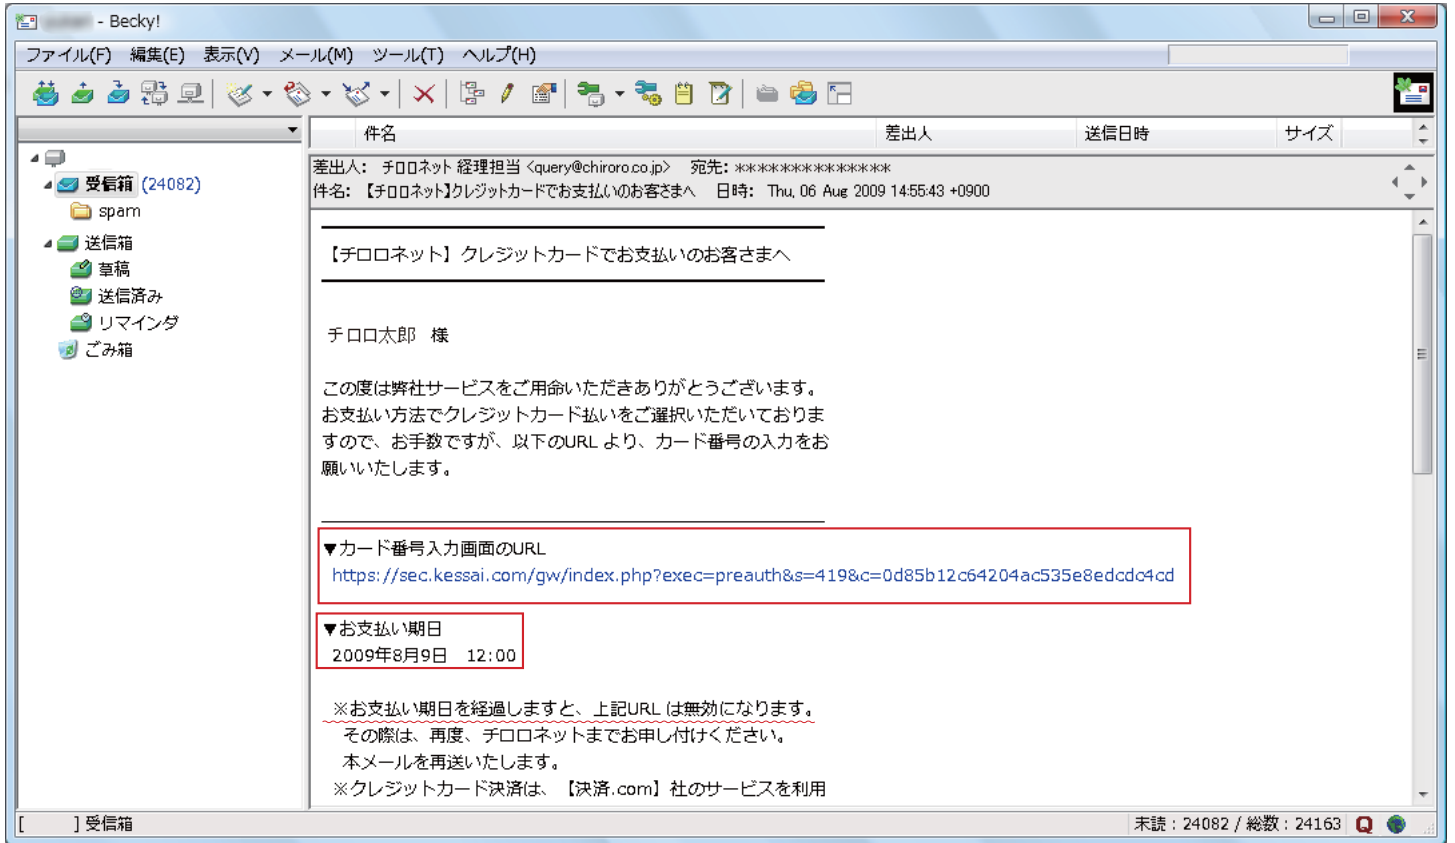 - Becky!
ファイル(F) 編集(E) 表示(V) メール(M) ツール(T) ヘルプ(H)
件名 差出人 送信日時 サイズ
受信箱 (24082)
spam
送信箱
草稿
送信済み
リマインダ
ごみ箱
差出人: チロロネット 経理担当 <query@chiroro.co.jp> 宛先: **************
件名: 【チロロネット】クレジットカードでお支払いのお客さまへ 日時: Thu, 06 Aug 2009 14:55:43 +0900
【チロロネット】クレジットカードでお支払いのお客さまへ
チロロ太郎 様
この度は弊社サービスをご用命いただきありがとうございます。
お支払い方法でクレジットカード払いをご選択いただいておりま
すので、お手数ですが、以下のURL より、カード番号の入力をお
願いいたします。
▼カード番号入力画面のURL
https://sec.kessai.com/gw/index.php?exec=preauth&s=419&c=0d85b12c64204ac535e8edcdc4cd
▼お支払い期日
2009年8月9日 12:00
※お支払い期日を経過しますと、上記URL は無効になります。
その際は、再度、チロロネットまでお申し付けください。
本メールを再送いたします。
※クレジットカード決済は、【決済.com】社のサービスを利用
[ ] 受信箱
未読：24082 / 総数：24163
Q